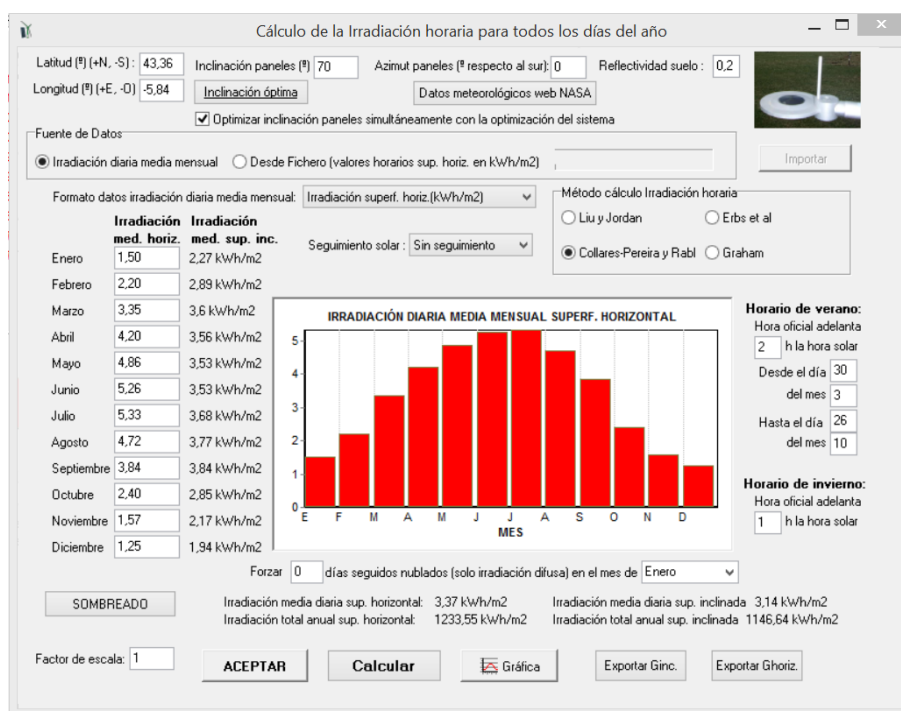 Cálculo de la Irradiación horaria para todos los días del año
Latitud (º) (+N, -S) : 43,36 Inclinación paneles (º) 70 Azimut paneles (º respecto al sur): 0 Reflectividad suelo : 0,2
Longitud (º) (+E, -O) -5,84 Inclinación óptima Datos meteorológicos web NASA
Optimizar inclinación paneles simultáneamente con la optimización del sistema
Fuente de Datos
Irradiación diaria media mensual Desde Fichero (valores horarios sup. horiz. en kWh/m2) Importar
Formato datos irradiación diaria media mensual: Irradiación superf. horiz.(kWh/m2)
Método cálculo Irradiación horaria
Liu y Jordan Erbs et al
Collares-Pereira y Rabl Graham
Seguimiento solar : Sin seguimiento
Irradiación Irradiación
med. horiz. med. sup. inc.
Enero 1,50 2,27 kWh/m2
Febrero 2,20 2,89 kWh/m2
Marzo 3,35 3,6 kWh/m2
Abril 4,20 3,56 kWh/m2
Mayo 4,86 3,53 kWh/m2
Junio 5,26 3,53 kWh/m2
Julio 5,33 3,68 kWh/m2
Agosto 4,72 3,77 kWh/m2
Septiembre 3,84 3,84 kWh/m2
Octubre 2,40 2,85 kWh/m2
Noviembre 1,57 2,17 kWh/m2
Diciembre 1,25 1,94 kWh/m2
IRRADIACIÓN DIARIA MEDIA MENSUAL SUPERF. HORIZONTAL
5
4
3
2
1
0
E F M A M J J A S O N D
MES
Horario de verano:
Hora oficial adelanta
2 h la hora solar
Desde el día 30
del mes 3
Hasta el día 26
del mes 10
Horario de invierno:
Hora oficial adelanta
1 h la hora solar
Forzar 0 días seguidos nublados (solo irradiación difusa) en el mes de Enero
SOMBREADO
Irradiación media diaria sup. horizontal: 3,37 kWh/m2 Irradiación media diaria sup. inclinada 3,14 kWh/m2
Irradiación total anual sup. horizontal: 1233,55 kWh/m2 Irradiación total anual sup. inclinada 1146,64 kWh/m2
Factor de escala: 1 ACEPTAR Calcular Gráfica Exportar Ginc. Exportar Ghoriz.